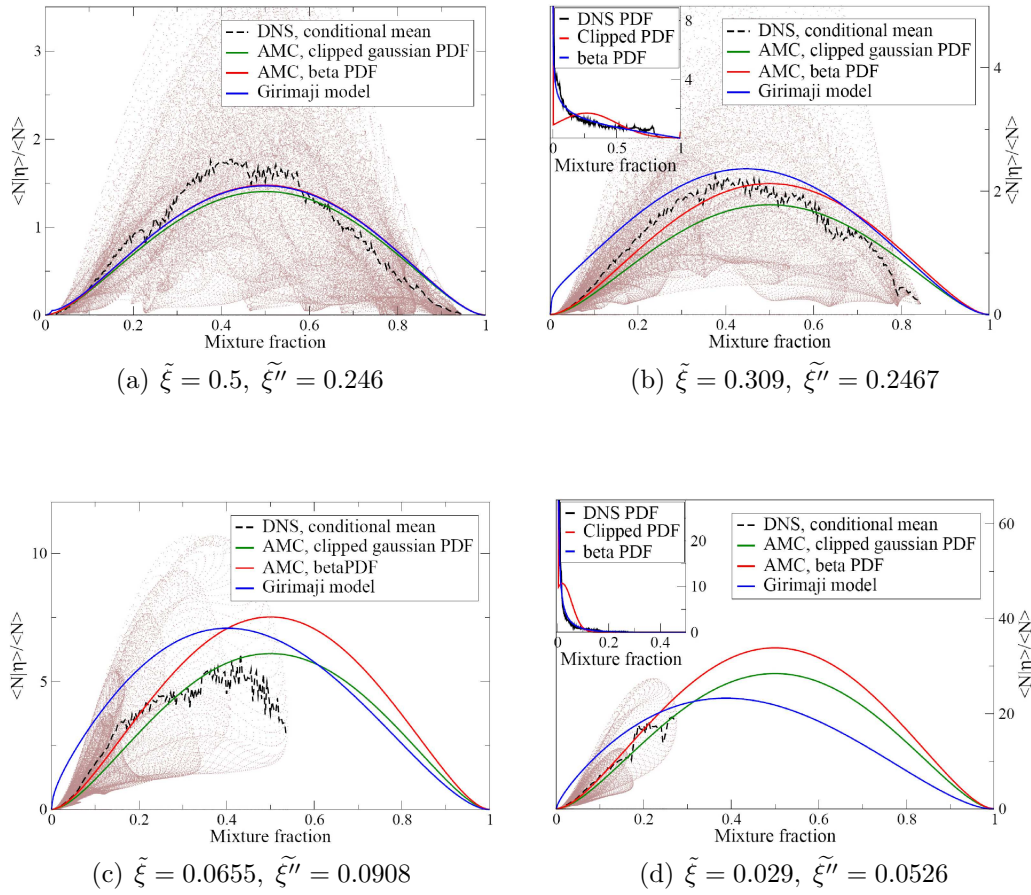 3
2
1
0
<N|η>/<N>
DNS, conditional mean
AMC, clipped gaussian PDF
AMC, beta PDF
Girimaji model
0 0.2 0.4 0.6 0.8 1
Mixture fraction
(a) ξ̃ = 0.5, ξ''̃ = 0.246
DNS PDF
Clipped PDF
beta PDF
8
4
0 0.5 1
Mixture fraction
DNS, conditional mean
AMC, clipped gaussian PDF
AMC, beta PDF
Girimaji model
4
2
0
<N|η>/<N>
0 0.2 0.4 0.6 0.8 1
Mixture fraction
(b) ξ̃ = 0.309, ξ''̃ = 0.2467
10
5
0
<N|η>/<N>
DNS, conditional mean
AMC, clipped gaussian PDF
AMC, betaPDF
Girimaji model
0 0.2 0.4 0.6 0.8 1
Mixture fraction
(c) ξ̃ = 0.0655, ξ''̃ = 0.0908
DNS PDF
Clipped PDF
beta PDF
20
10
0
0 0.2 0.4
Mixture fraction
DNS, conditional mean
AMC, clipped gaussian PDF
AMC, beta PDF
Girimaji model
60
40
20
0
<N|η>/<N>
0 0.2 0.4 0.6 0.8 1
Mixture fraction
(d) ξ̃ = 0.029, ξ''̃ = 0.0526